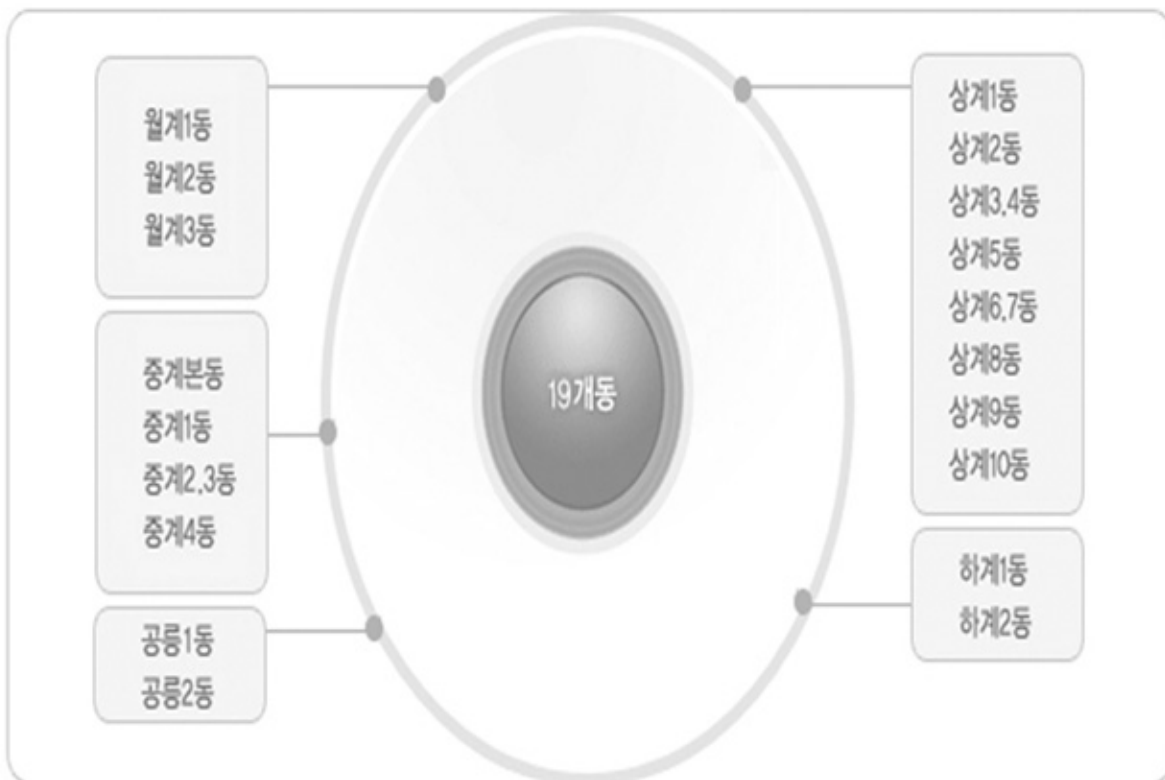 월계1동
월계2동
월계3동
중계본동
중계1동
중계2,3동
중계4동
공릉1동
공릉2동
19개동
상계1동
상계2동
상계3,4동
상계5동
상계6,7동
상계8동
상계9동
상계10동
하계1동
하계2동